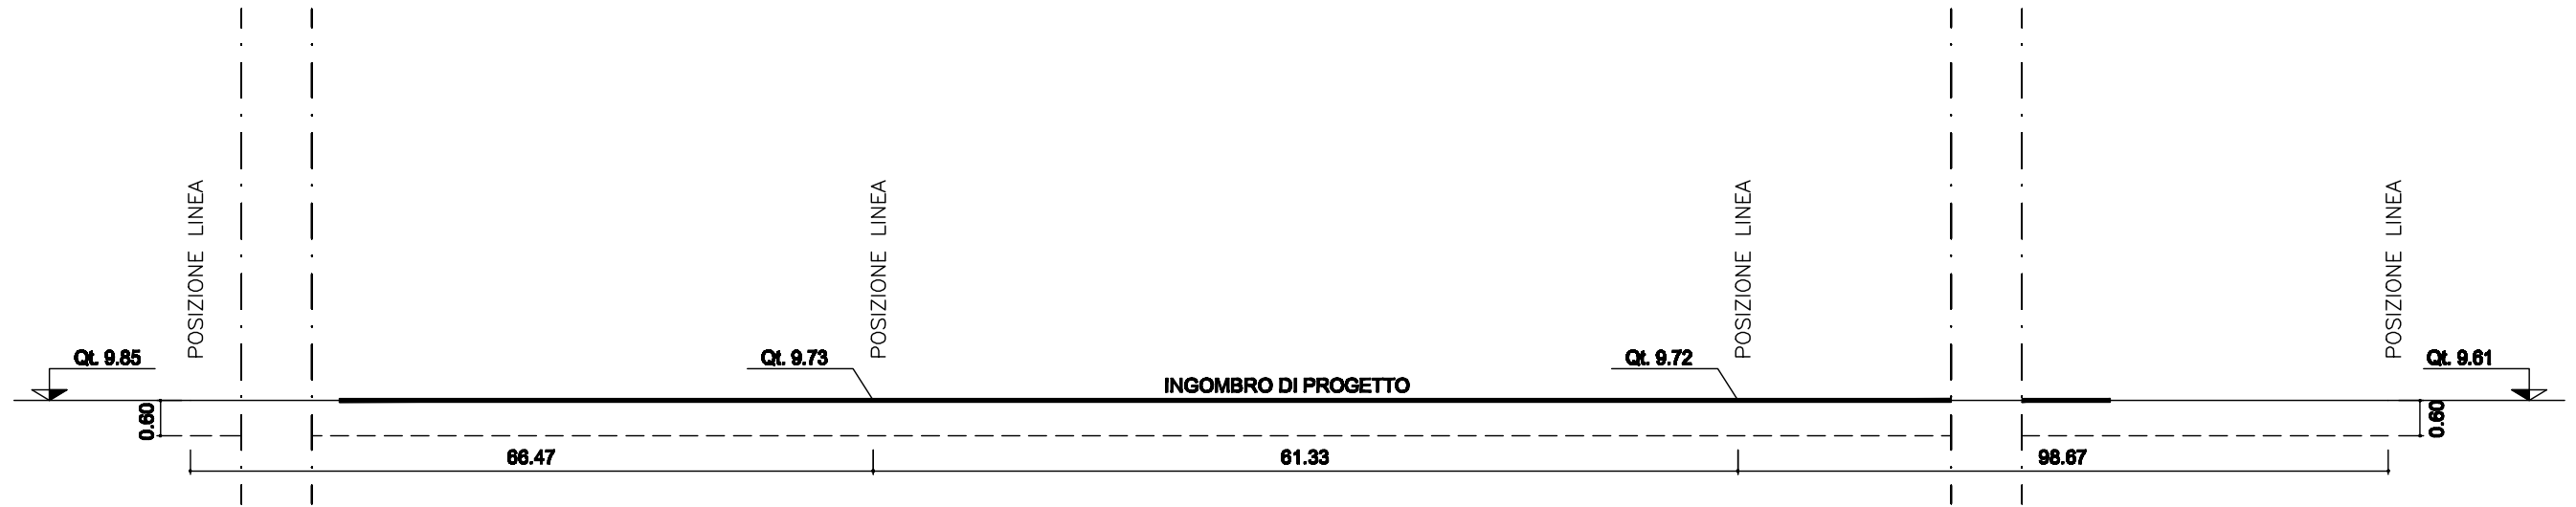 POSIZIONE LINEA
POSIZIONE LINEA
POSIZIONE LINEA
POSIZIONE LINEA
Qt. 9.85
Qt. 9.73
Qt. 9.72
Qt. 9.61
INGOMBRO DI PROGETTO
0.60
0.60
66.47
61.33
98.67